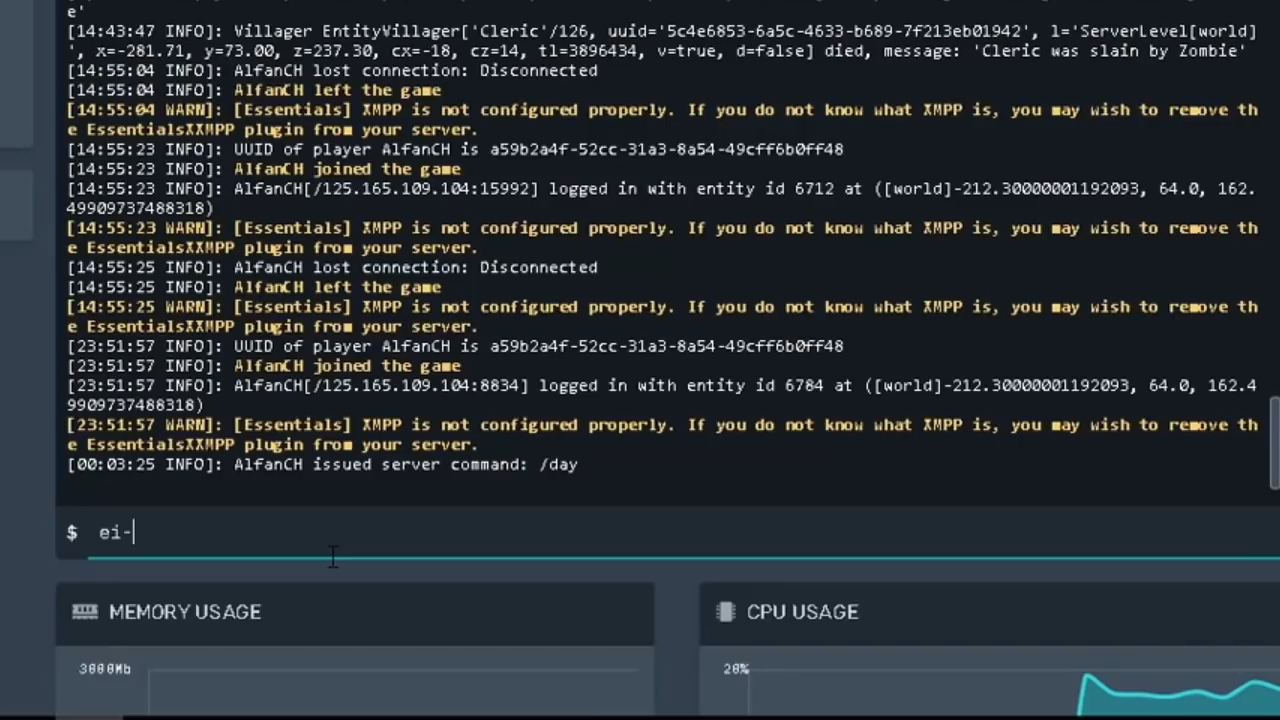 e'
[14:43:47 INFO]: Villager EntityVillager['Cleric'/126, uuid='5c4e6853-6a5c-4633-b689-7f213eb01942', l='ServerLevel[world]
', x=-281.71, y=73.00, z=237.30, cx=-18, cz=14, tl=3896434, v=true, d=false] died, message: 'Cleric was slain by Zombie'
[14:55:04 INFO]: AlfanCH lost connection: Disconnected
[14:55:04 INFO]: AlfanCH left the game
[14:55:04 WARN]: [Essentials] XMPP is not configured properly. If you do not know what XMPP is, you may wish to remove th
e EssentialsXXMPP plugin from your server.
[14:55:23 INFO]: UUID of player AlfanCH is a59b2a4f-52cc-31a3-8a54-49cff6b0ff48
[14:55:23 INFO]: AlfanCH joined the game
[14:55:23 INFO]: AlfanCH[/125.165.109.104:15992] logged in with entity id 6712 at ([world]-212.30000001192093, 64.0, 162.
49909737488318)
[14:55:23 WARN]: [Essentials] XMPP is not configured properly. If you do not know what XMPP is, you may wish to remove th
e EssentialsXXMPP plugin from your server.
[14:55:25 INFO]: AlfanCH lost connection: Disconnected
[14:55:25 INFO]: AlfanCH left the game
[14:55:25 WARN]: [Essentials] XMPP is not configured properly. If you do not know what XMPP is, you may wish to remove th
e EssentialsXXMPP plugin from your server.
[23:51:57 INFO]: UUID of player AlfanCH is a59b2a4f-52cc-31a3-8a54-49cff6b0ff48
[23:51:57 INFO]: AlfanCH joined the game
[23:51:57 INFO]: AlfanCH[/125.165.109.104:8834] logged in with entity id 6784 at ([world]-212.30000001192093, 64.0, 162.4
9909737488318)
[23:51:57 WARN]: [Essentials] XMPP is not configured properly. If you do not know what XMPP is, you may wish to remove th
e EssentialsXXMPP plugin from your server.
[00:03:25 INFO]: AlfanCH issued server command: /day
$ ei-
MEMORY USAGE
CPU USAGE
3000Mb
20%